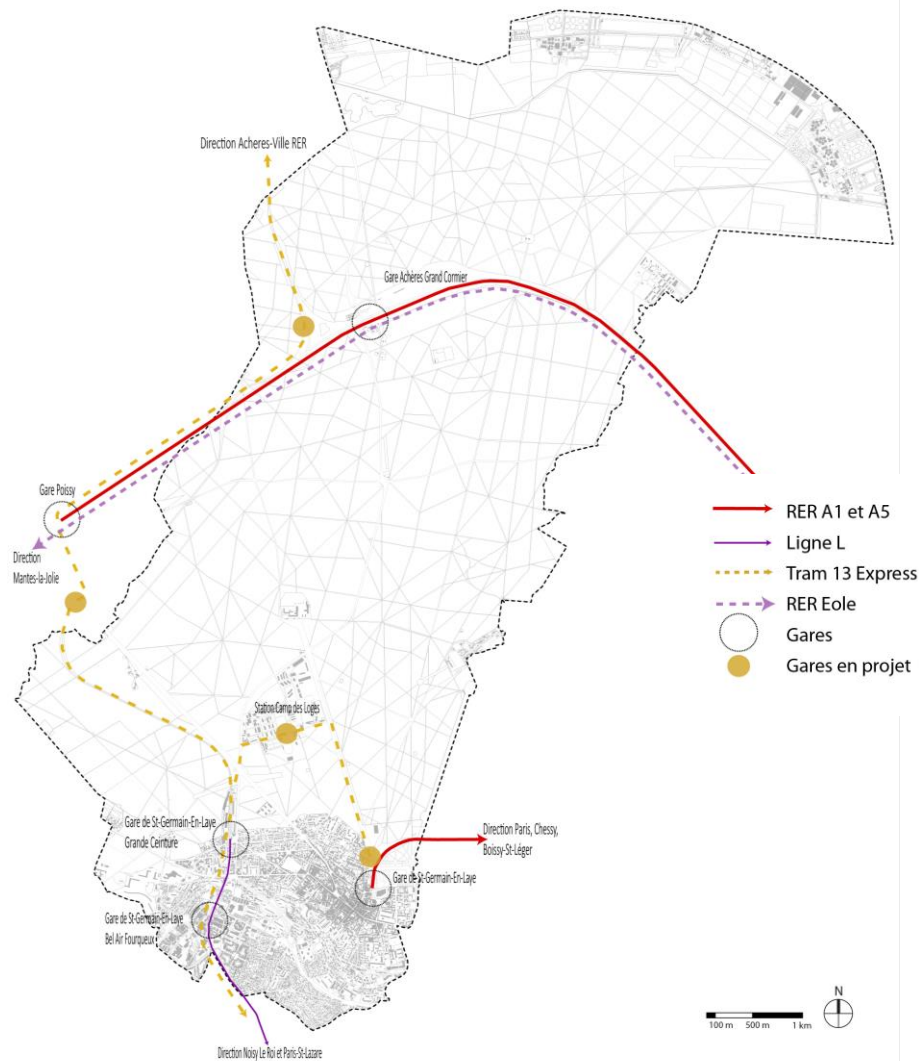 Direction Acheres-Ville RER
Gare Achères Grand Cormier
Gare Poissy
Direction
Mantes-la-Jolie
RER A1 et A5
Ligne L
Tram 13 Express
RER Eole
Gares
Gares en projet
Station Camp des Loges
Gare de St-Germain-En-Laye
Grande Ceinture
Direction Paris, Chessy,
Boissy-St-Léger
Gare de St-Germain-En-Laye
Gare de St-Germain-En-Laye
Bel Air Fourqueux
Direction Noisy Le Roi et Paris-St-Lazare
N
100 m 500 m 1 km